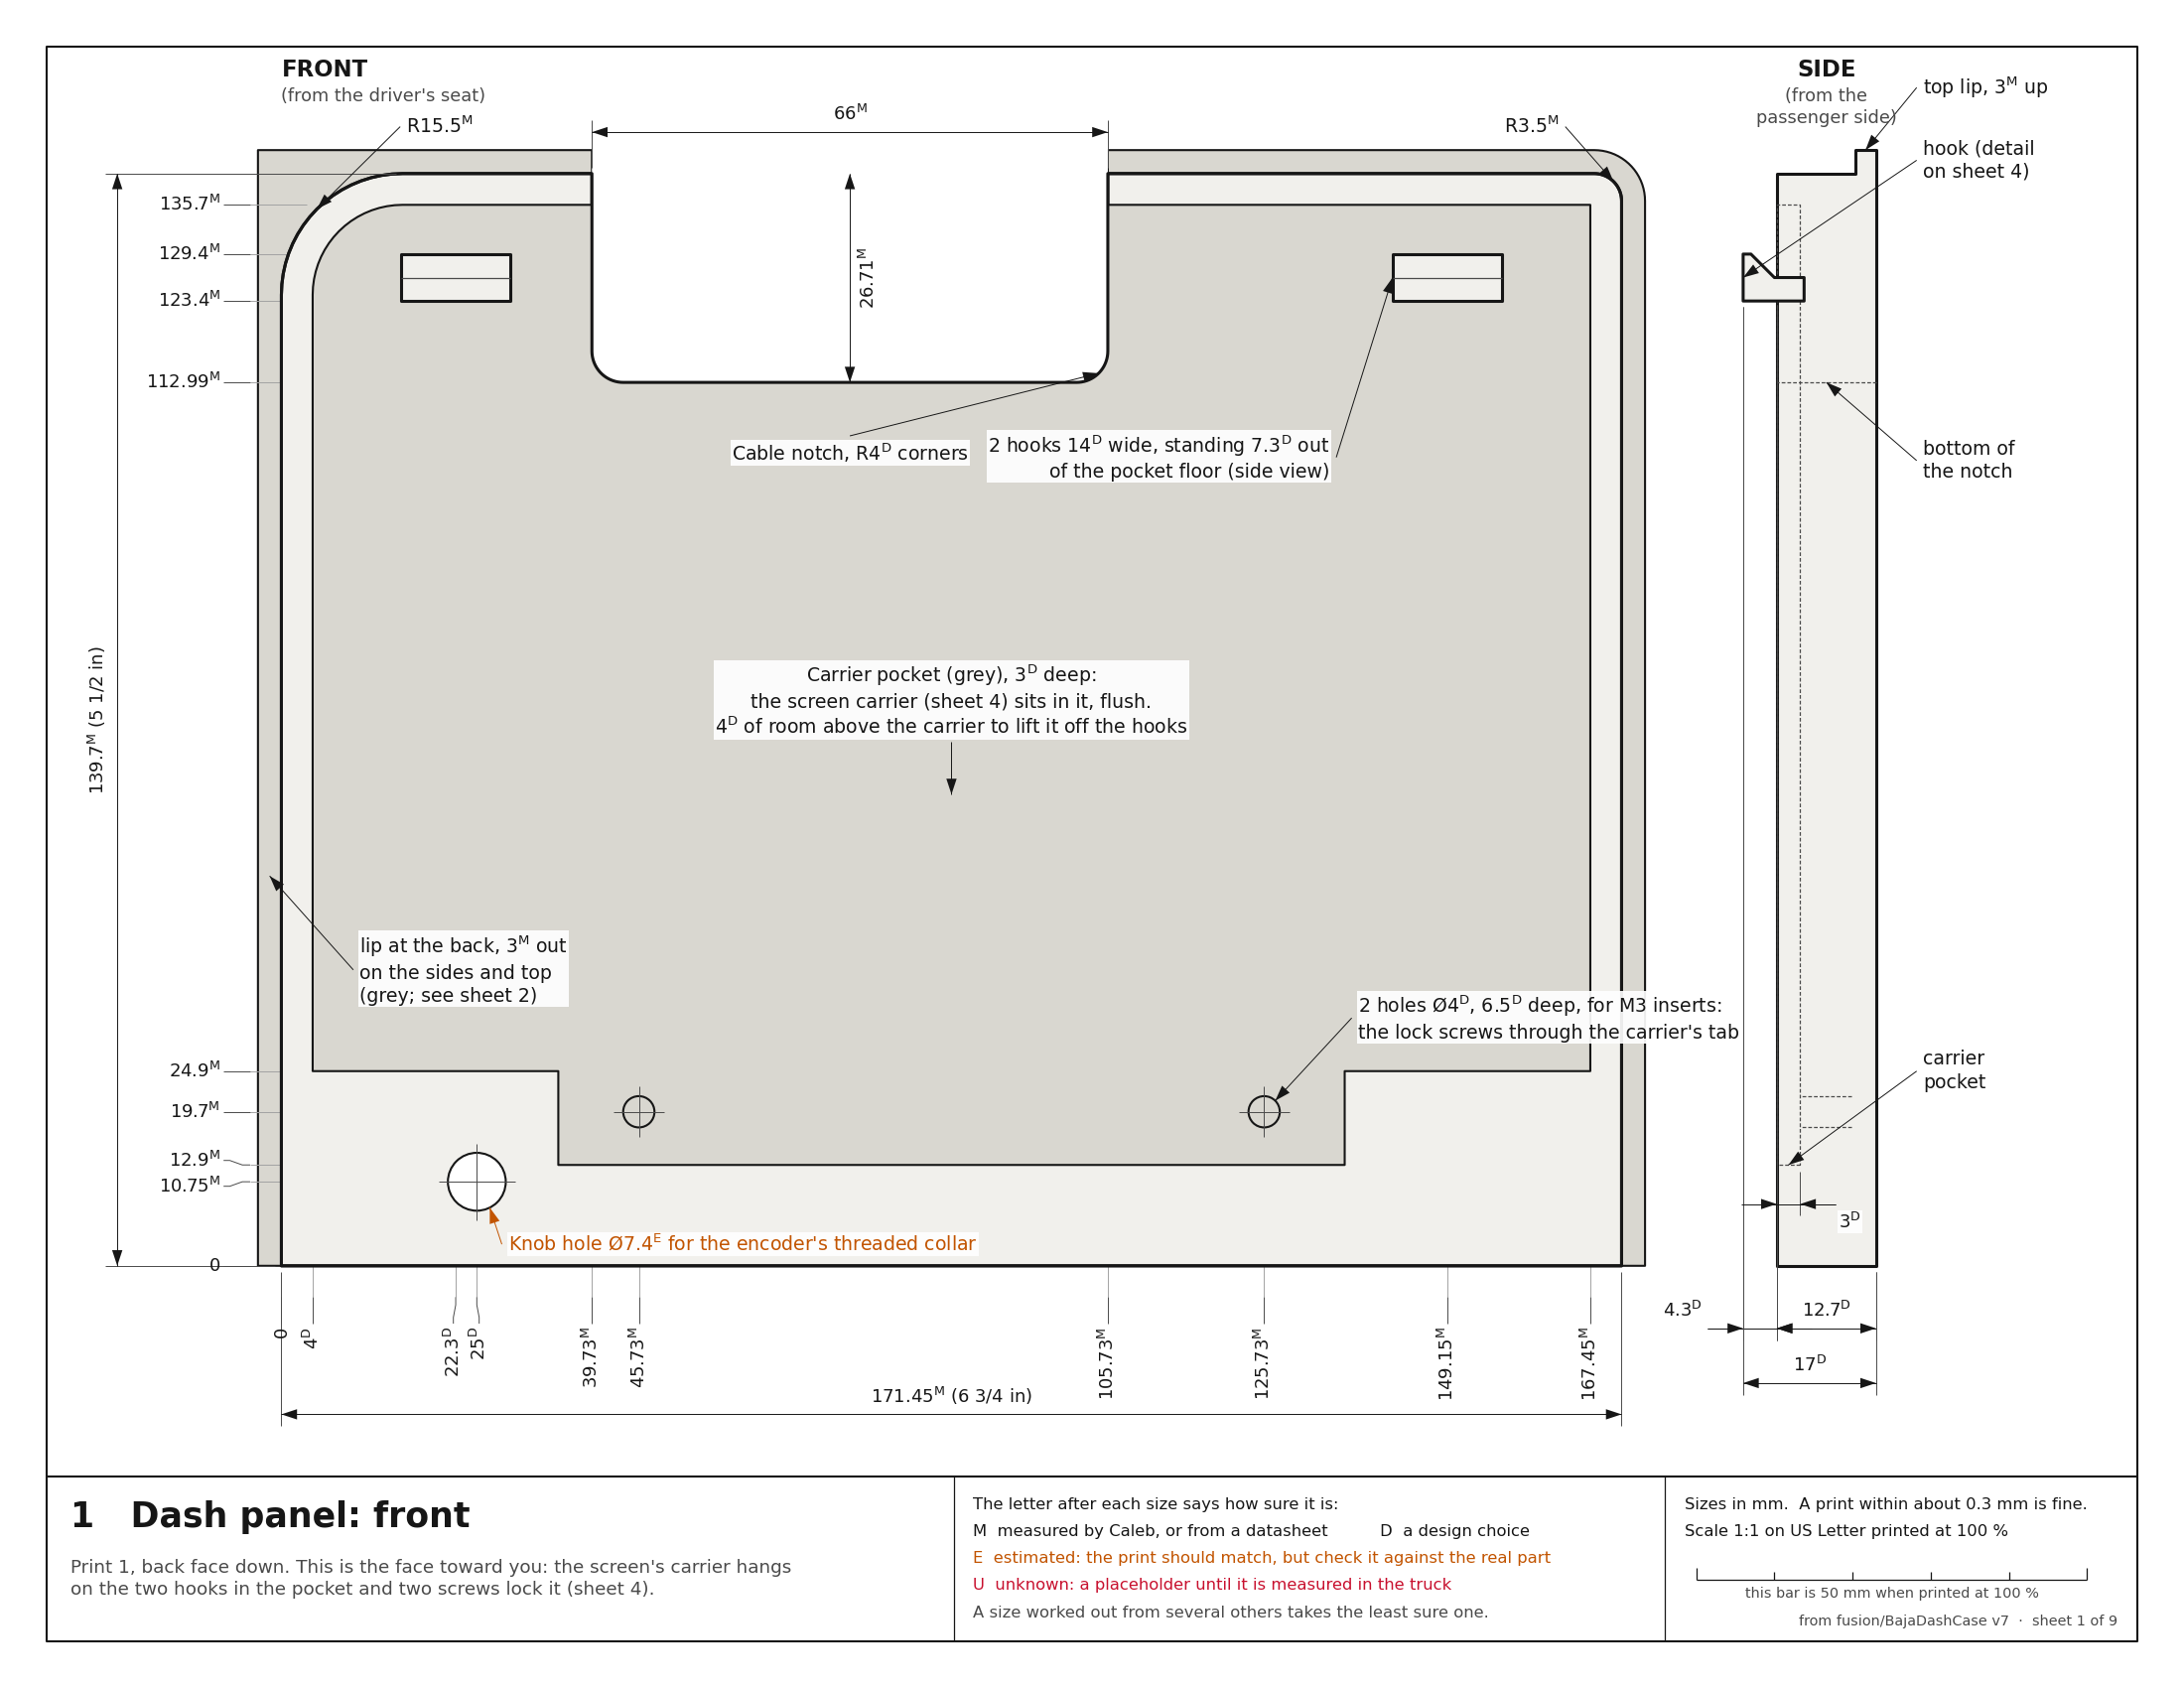 FRONT
(from the driver's seat)
R15.5M
66M
R3.5M
SIDE
(from the
passenger side)
top lip, 3M up
hook (detail
on sheet 4)
135.7M
129.4M
123.4M
112.99M
26.71M
Cable notch, R4D corners
2 hooks 14D wide, standing 7.3D out
of the pocket floor (side view)
bottom of
the notch
139.7M (5 1/2 in)
Carrier pocket (grey), 3D deep:
the screen carrier (sheet 4) sits in it, flush.
4D of room above the carrier to lift it off the hooks
lip at the back, 3M out
on the sides and top
(grey; see sheet 2)
2 holes Ø4D, 6.5D deep, for M3 inserts:
the lock screws through the carrier's tab
carrier
pocket
24.9M
19.7M
12.9M
10.75M
0
Knob hole Ø7.4E for the encoder's threaded collar
3D
4.3D
12.7D
17D
0
4D
22.3D
25D
39.73M
45.73M
105.73M
125.73M
149.15M
167.45M
171.45M (6 3/4 in)
1 Dash panel: front
Print 1, back face down. This is the face toward you: the screen's carrier hangs
on the two hooks in the pocket and two screws lock it (sheet 4).
The letter after each size says how sure it is:
M measured by Caleb, or from a datasheet D a design choice
E estimated: the print should match, but check it against the real part
U unknown: a placeholder until it is measured in the truck
A size worked out from several others takes the least sure one.
Sizes in mm. A print within about 0.3 mm is fine.
Scale 1:1 on US Letter printed at 100 %
this bar is 50 mm when printed at 100 %
from fusion/BajaDashCase v7 · sheet 1 of 9